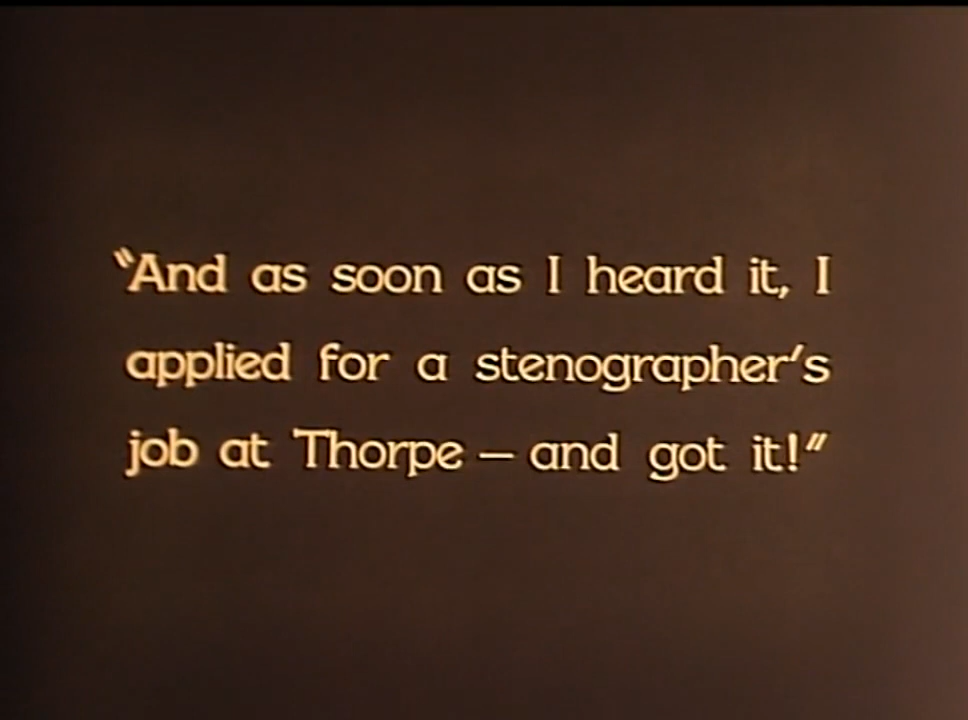 “And as soon as I heard it, I
applied for a stenographer's
job at Thorpe — and got it!”